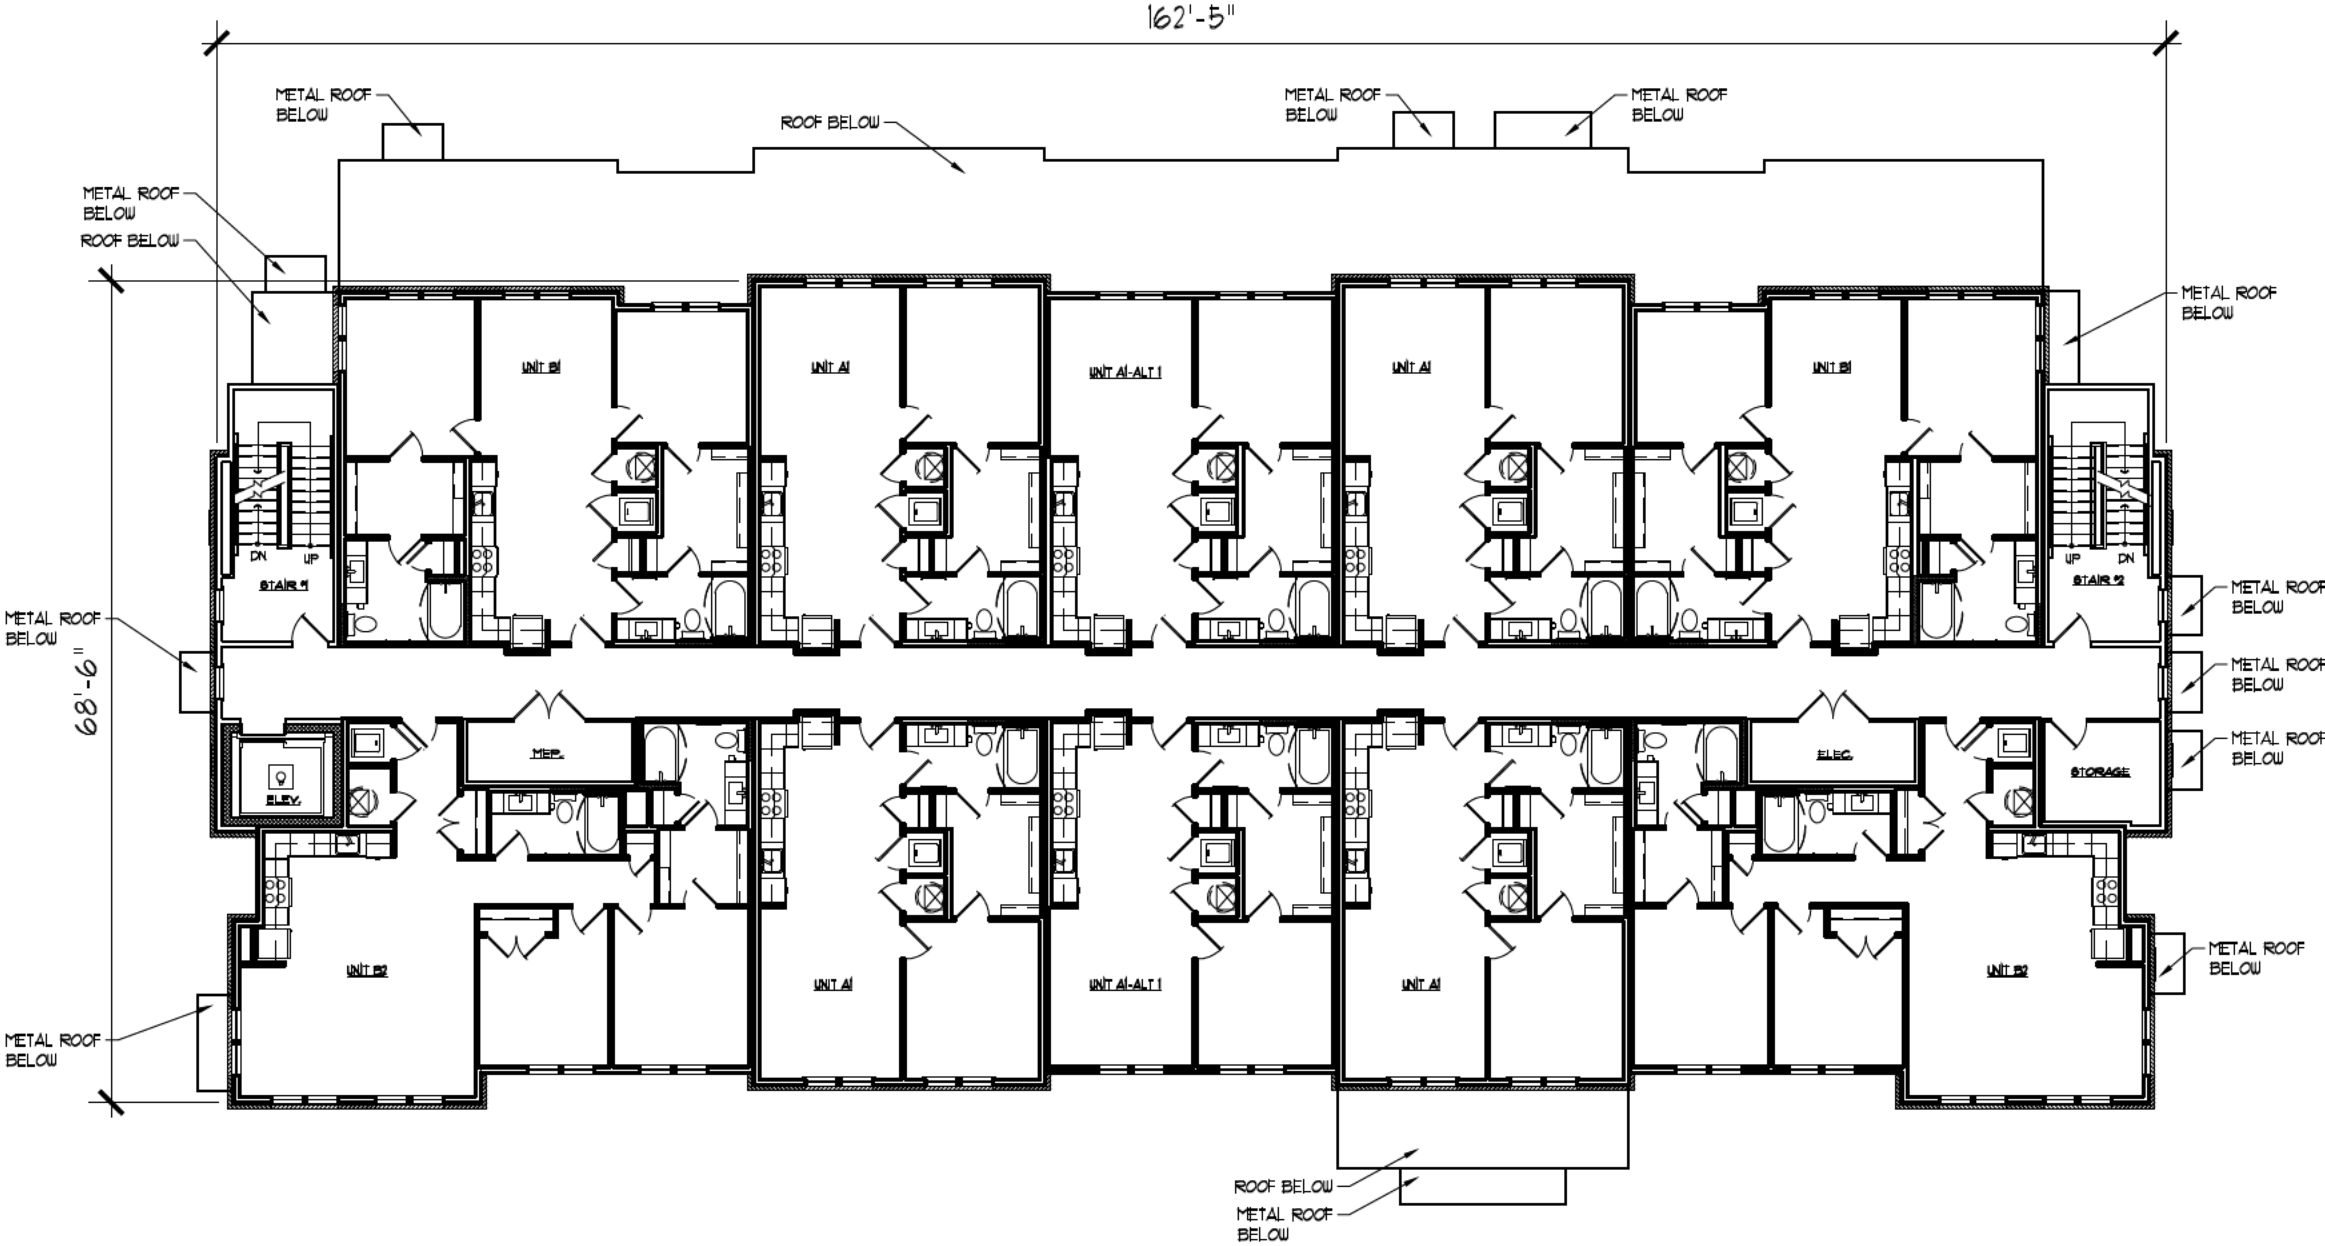 162'-5"
METAL ROOF
BELOW
ROOF BELOW
METAL ROOF
BELOW
METAL ROOF
BELOW
METAL ROOF
BELOW
ROOF BELOW
METAL ROOF
BELOW
UNIT B1
UNIT A1
UNIT A1-ALT 1
UNIT A1
UNIT B1
DN
UP
STAIR #1
UP
DN
STAIR #2
METAL ROOF
BELOW
METAL ROOF
BELOW
68'-6"
METAL ROOF
BELOW
METAL ROOF
BELOW
ELEV.
MEP.
ELEC.
STORAGE
UNIT B2
UNIT A1
UNIT A1-ALT 1
UNIT A1
UNIT B2
METAL ROOF
BELOW
METAL ROOF
BELOW
ROOF BELOW
METAL ROOF
BELOW